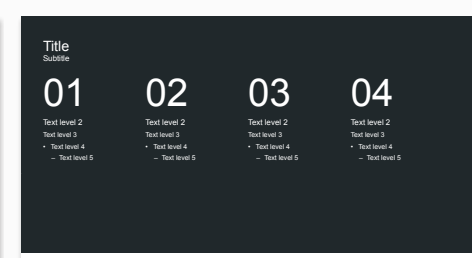 Title
Subtitle
01
Text level 2
Text level 3
• Text level 4
– Text level 5
02
Text level 2
Text level 3
• Text level 4
– Text level 5
03
Text level 2
Text level 3
• Text level 4
– Text level 5
04
Text level 2
Text level 3
• Text level 4
– Text level 5